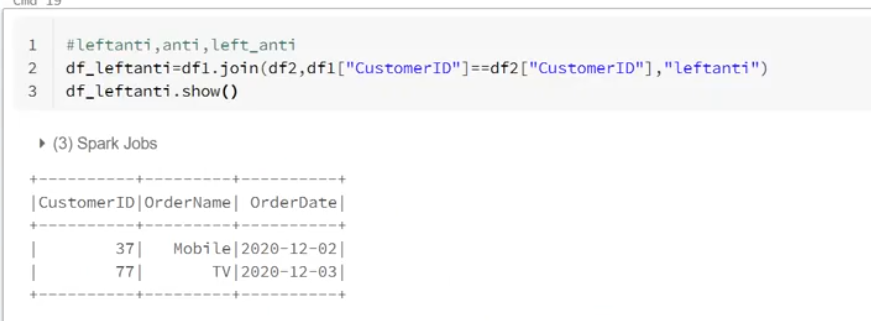 Cmd 19
1 #leftanti,anti,left_anti
2 df_leftanti=df1.join(df2,df1["CustomerID"]==df2["CustomerID"],"leftanti")
3 df_leftanti.show()
(3) Spark Jobs
+----------+---------+----------+
|CustomerID|OrderName| OrderDate|
+----------+---------+----------+
|        37|   Mobile|2020-12-02|
|        77|       TV|2020-12-03|
+----------+---------+----------+